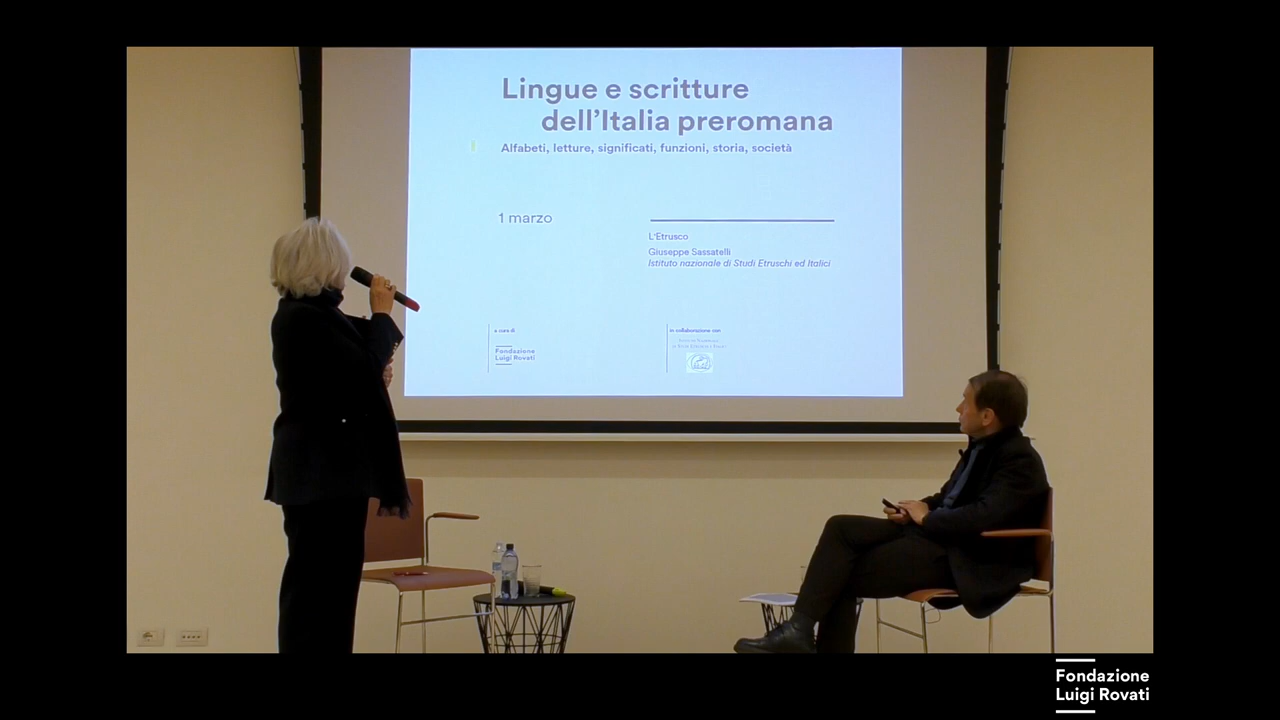 Lingue e scritture
dell'Italia preromana
Alfabeti, letture, significati, funzioni, storia, società
1 marzo
L'Etrusco
Giuseppe Sassatelli
Istituto nazionale di Studi Etruschi ed Italici
a cura di
Fondazione
Luigi Rovati
in collaborazione con
Fondazione
Luigi Rovati